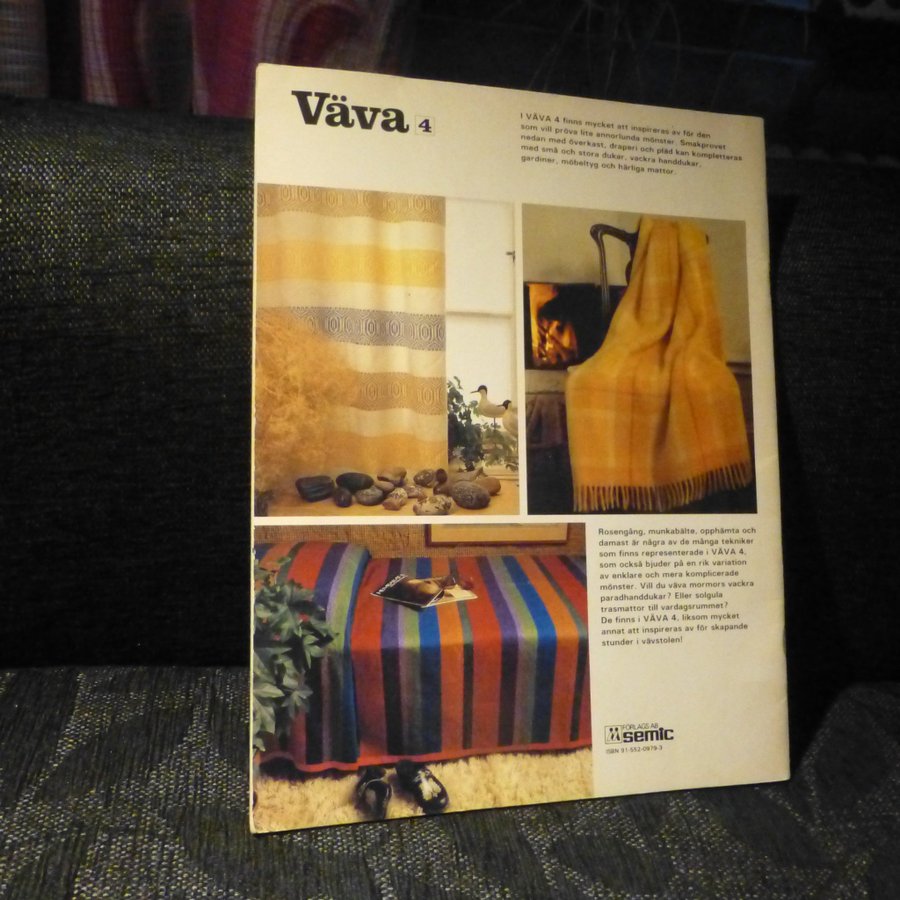 Väva 4
I VÄVA 4 finns mycket att inspireras av för den
som vill pröva lite annorlunda mönster. Smakprovet
nedan med överkast, draperi och pläd kan kompletteras
med små och stora dukar, vackra handdukar,
gardiner, möbeltyg och härliga mattor.
Rosengång, munkabälte, opphämta och
damast är några av de många tekniker
som finns representerade i VÄVA 4,
som också bjuder på en rik variation
av enklare och mera komplicerade
mönster. Vill du väva mormors vackra
paradhanddukar? Eller solgula
trasmattor till vardagsrummet?
De finns i VÄVA 4, liksom mycket
annat att inspireras av för skapande
stunder i vävstolen!
FÖRLAGS AB
semic
ISBN 91-552-0979-3